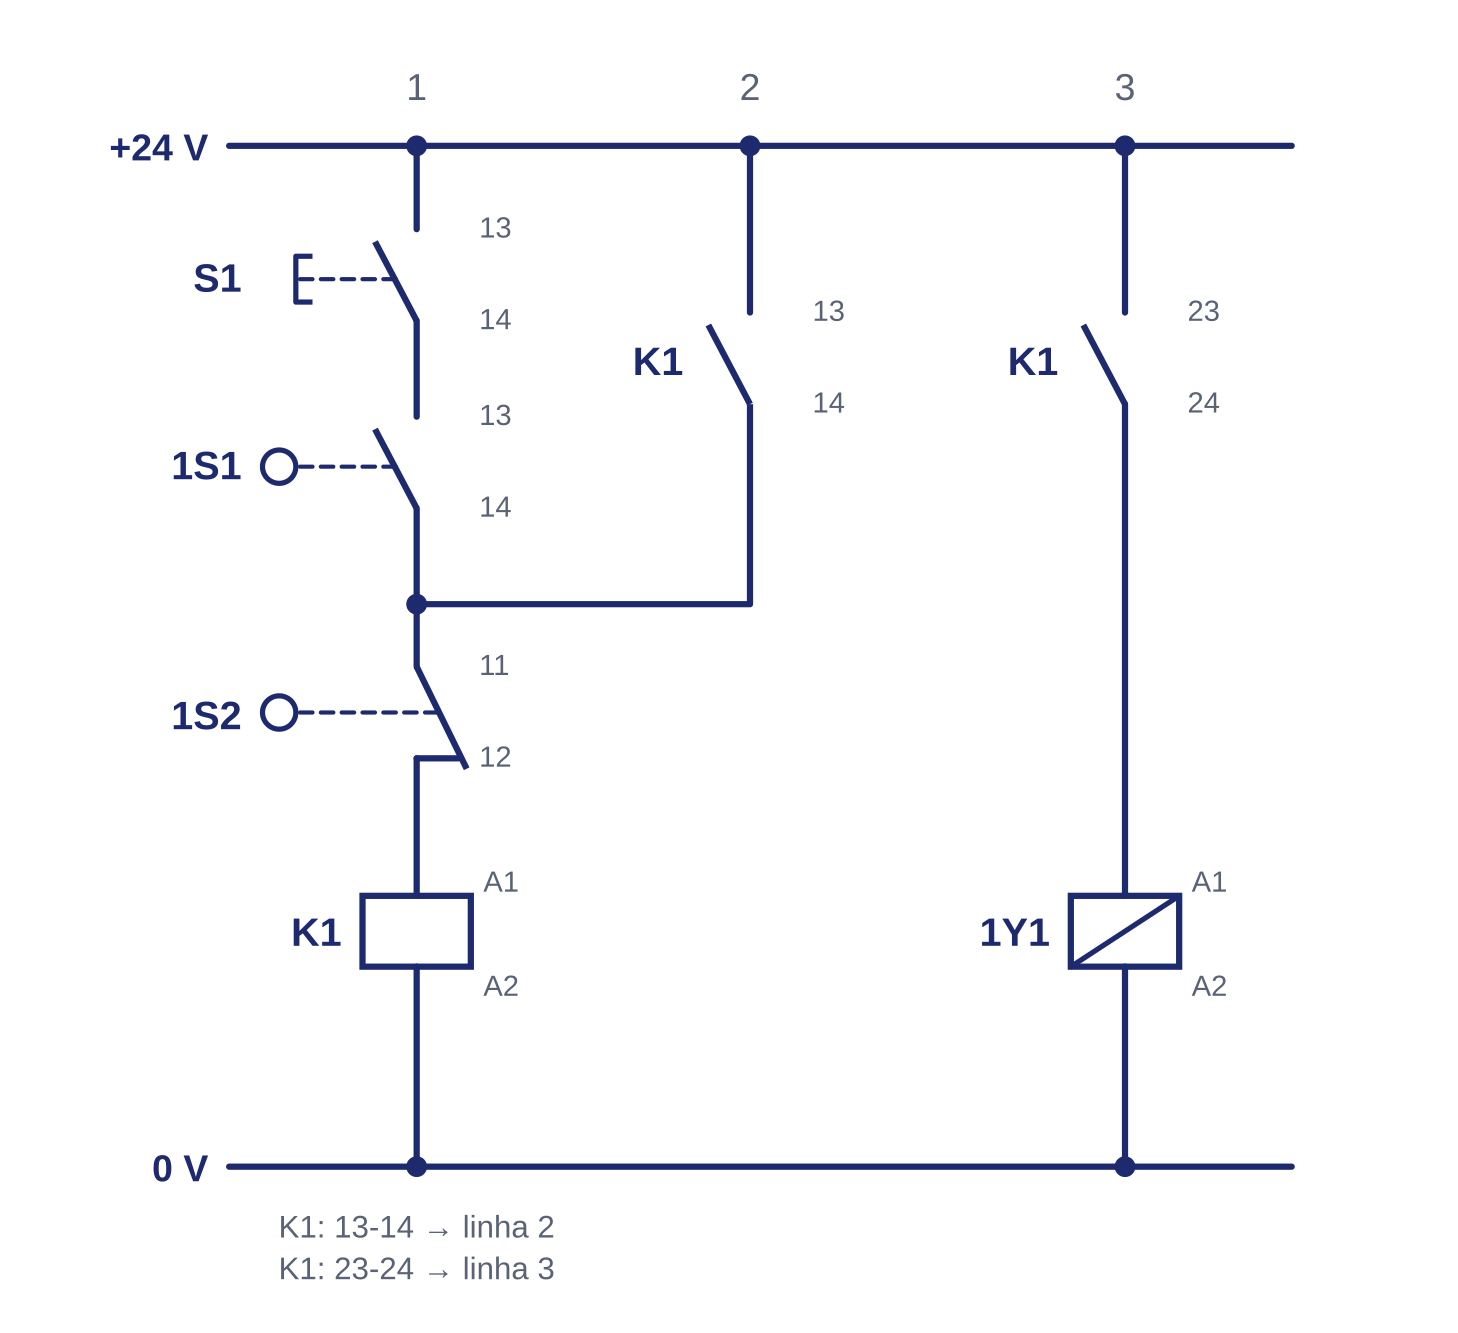 1 2 3
+24 V
13
S1
14
13 23
K1 K1
14 24
13
1S1
14
11
1S2
12
A1 A1
K1 1Y1
A2 A2
0 V
K1: 13-14 → linha 2
K1: 23-24 → linha 3